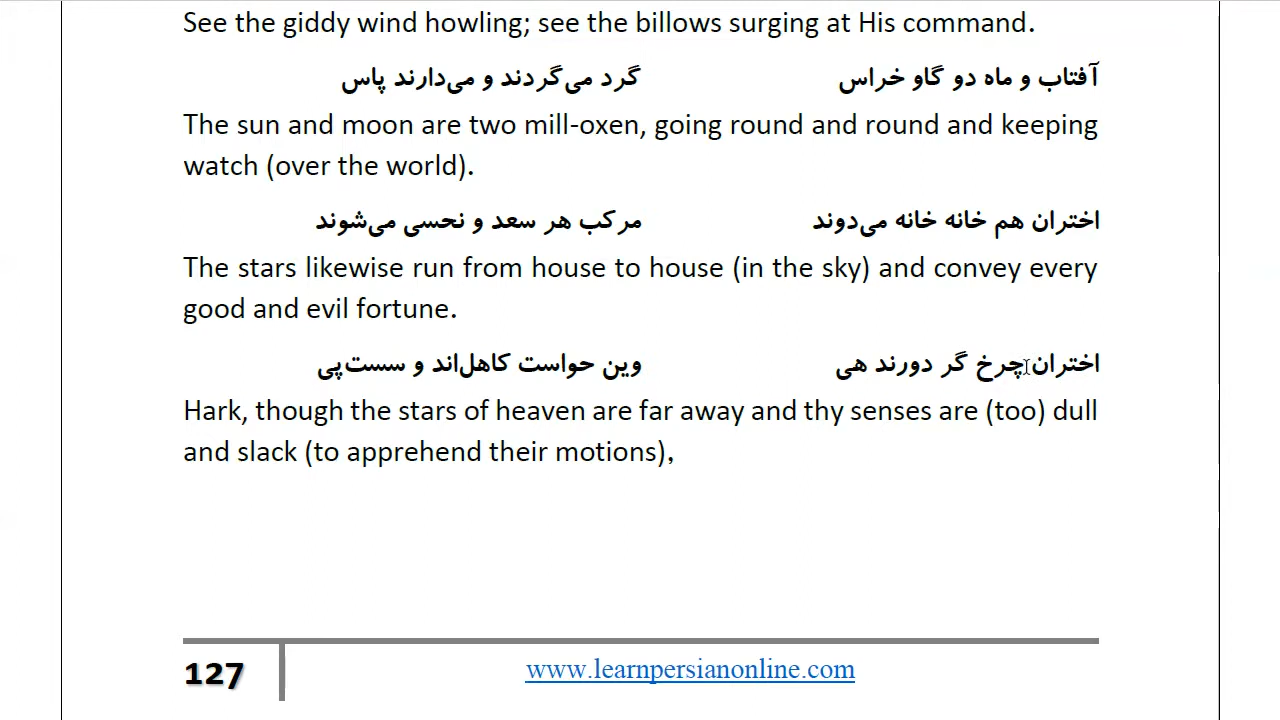 See the giddy wind howling; see the billows surging at His command.
آفتاب و ماه دو گاو خراس گرد می‌گردند و می‌دارند پاس
The sun and moon are two mill-oxen, going round and round and keeping
watch (over the world).
اختران هم خانه خانه می‌دوند مرکب هر سعد و نحسی می‌شوند
The stars likewise run from house to house (in the sky) and convey every
good and evil fortune.
اختران چرخ گر دورند هی وین حواست کاهل‌اند و سست‌پی
Hark, though the stars of heaven are far away and thy senses are (too) dull
and slack (to apprehend their motions),
127
www.learnpersianonline.com